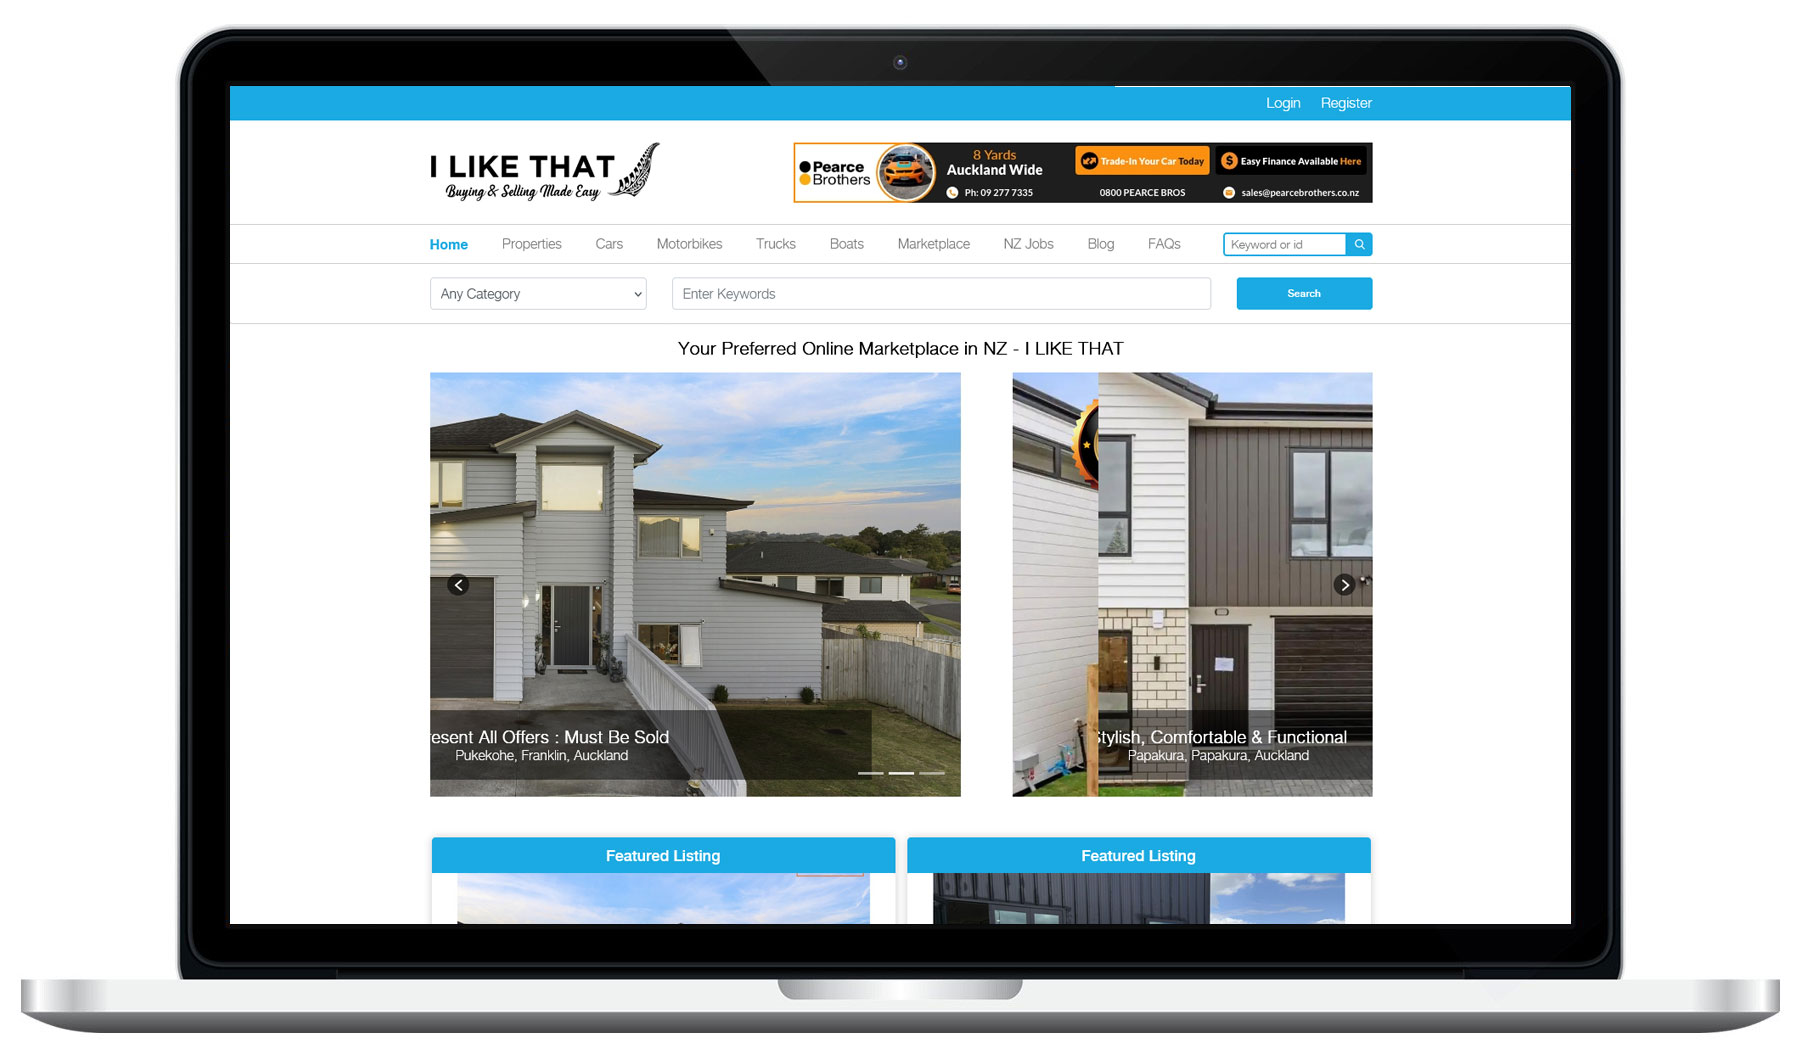 Login Register
I LIKE THAT
Buying & Selling Made Easy
Pearce
Brothers
8 Yards
Auckland Wide
Ph: 09 277 7335
Trade-In Your Car Today
0800 PEARCE BROS
$ Easy Finance Available Here
sales@pearcebrothers.co.nz
Home Properties Cars Motorbikes Trucks Boats Marketplace NZ Jobs Blog FAQs Keyword or id
Any Category Enter Keywords Search
Your Preferred Online Marketplace in NZ - I LIKE THAT
resent All Offers : Must Be Sold
Pukekohe, Franklin, Auckland
Stylish, Comfortable & Functional
Papakura, Papakura, Auckland
Featured Listing Featured Listing